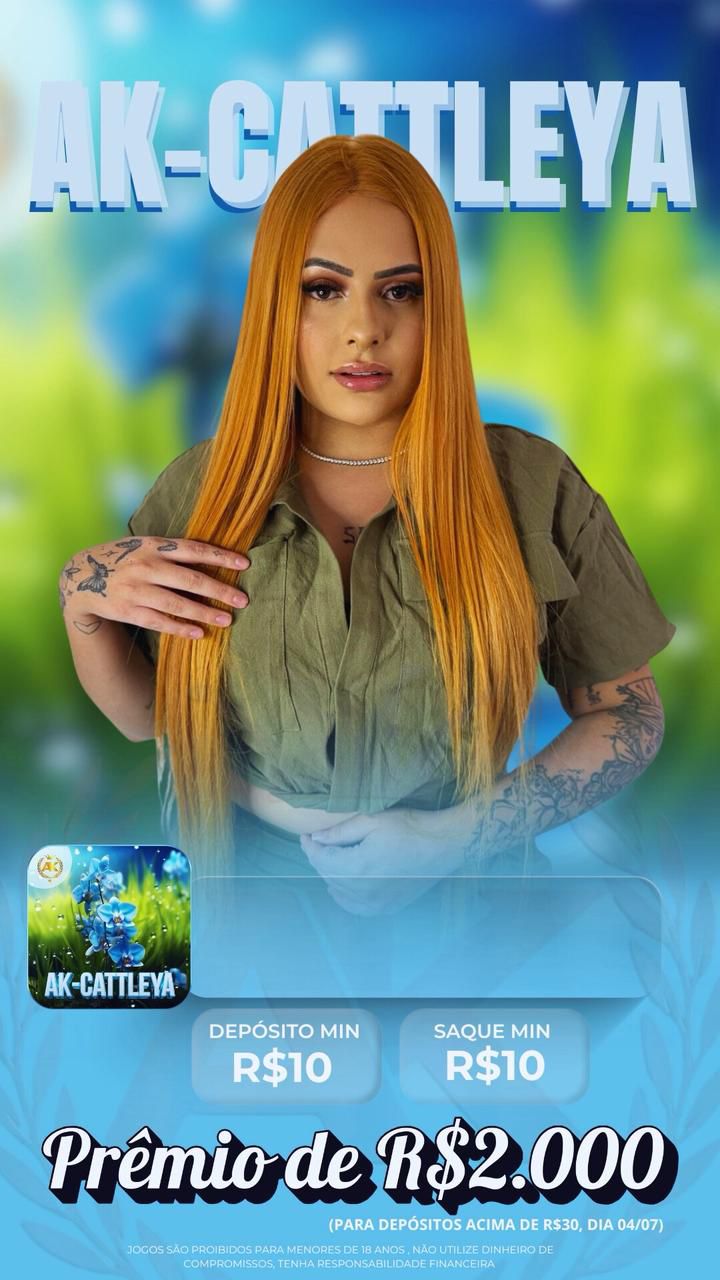 AK-CATTLEYA
AK
AK-CATTLEYA
DEPÓSITO MIN
R$10
SAQUE MIN
R$10
Prêmio de R$2.000
(PARA DEPÓSITOS ACIMA DE R$30, DIA 04/07)
JOGOS SÃO PROIBIDOS PARA MENORES DE 18 ANOS , NÃO UTILIZE DINHEIRO DE
COMPROMISSOS, TENHA RESPONSABILIDADE FINANCEIRA